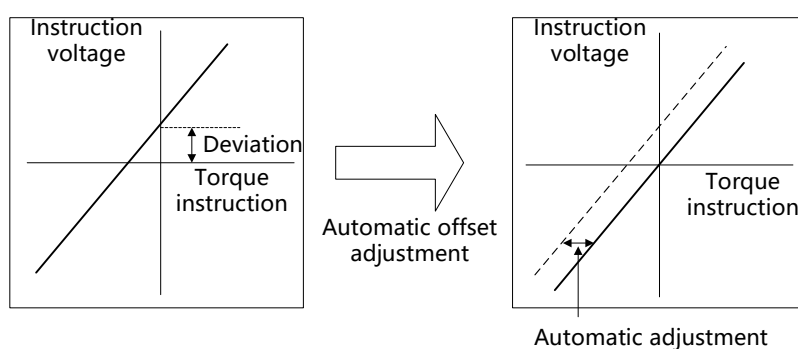 Instruction
voltage
Deviation
Torque
instruction
Automatic offset
adjustment
Instruction
voltage
Torque
instruction
Automatic adjustment